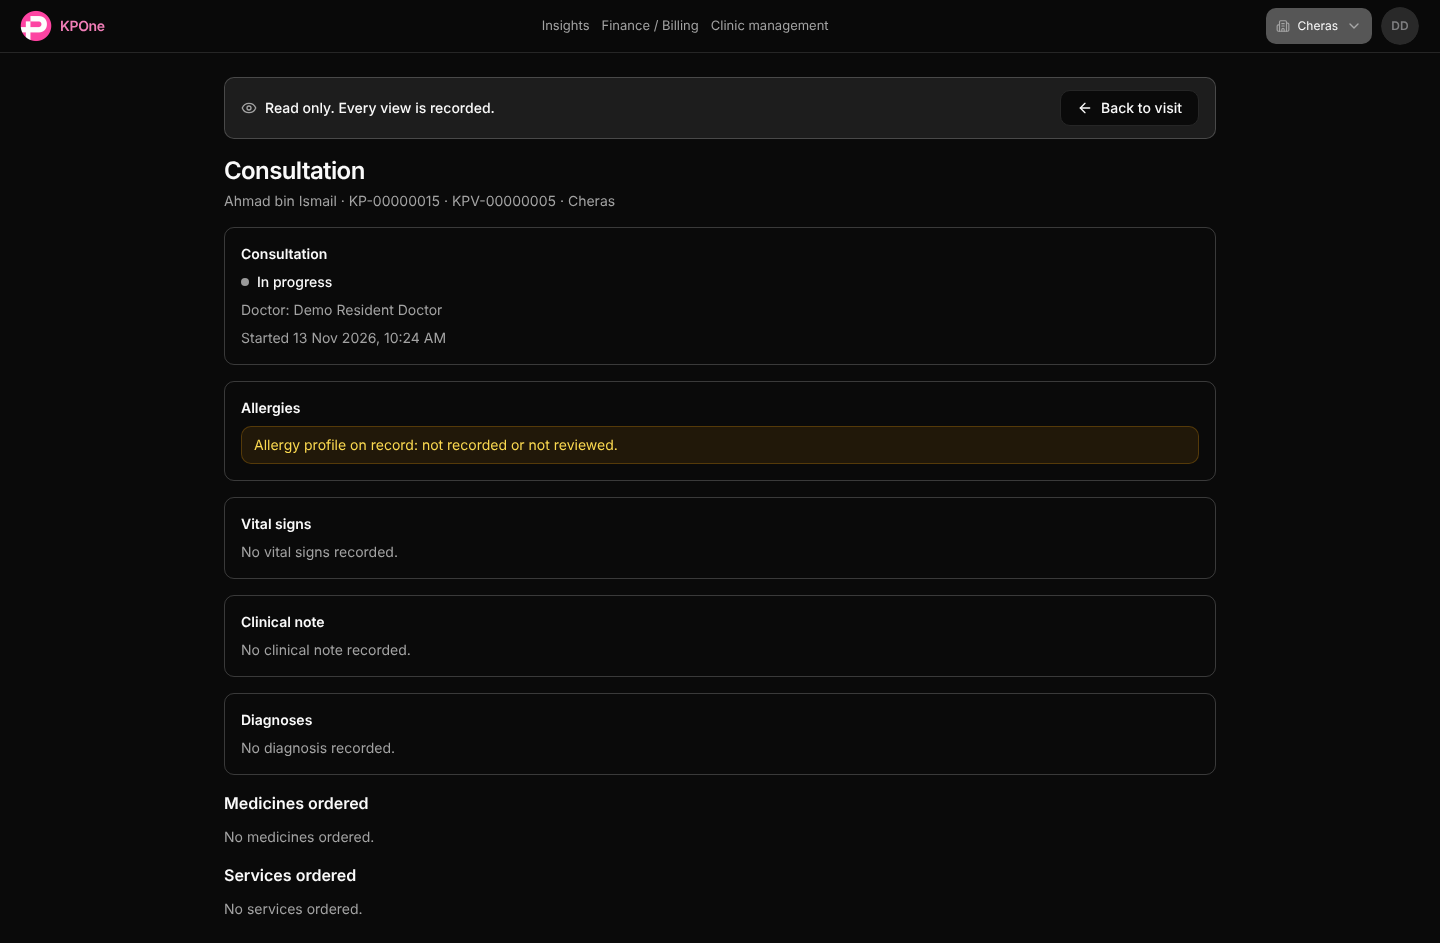 KPOne
Insights
Finance / Billing
Clinic management
Cheras
DD
Read only. Every view is recorded.
Back to visit
Consultation
Ahmad bin Ismail · KP-00000015 · KPV-00000005 · Cheras
Consultation
In progress
Doctor: Demo Resident Doctor
Started 13 Nov 2026, 10:24 AM
Allergies
Allergy profile on record: not recorded or not reviewed.
Vital signs
No vital signs recorded.
Clinical note
No clinical note recorded.
Diagnoses
No diagnosis recorded.
Medicines ordered
No medicines ordered.
Services ordered
No services ordered.